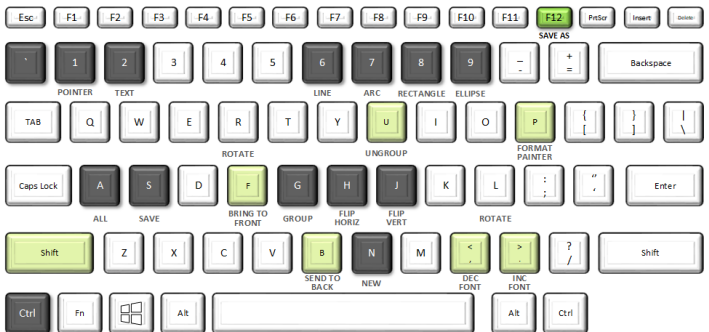 Esc F1 F2 F3 F4 F5 F6 F7 F8 F9 F10 F11 F12 PrtScr Insert Delete
SAVE AS
` 1 2 3 4 5 6 7 8 9 _ - + = Backspace
POINTER TEXT LINE ARC RECTANGLE ELLIPSE
TAB Q W E R T Y U I O P { [ } ] | \
ROTATE UNGROUP FORMAT
PAINTER
Caps Lock A S D F G H J K L : ; “ ‘ Enter
ALL SAVE BRING TO GROUP FLIP FLIP ROTATE
FRONT HORIZ VERT
Shift Z X C V B N M < , > . ? / Shift
SEND TO NEW DEC INC
BACK FONT FONT
Ctrl Fn Alt Alt Ctrl